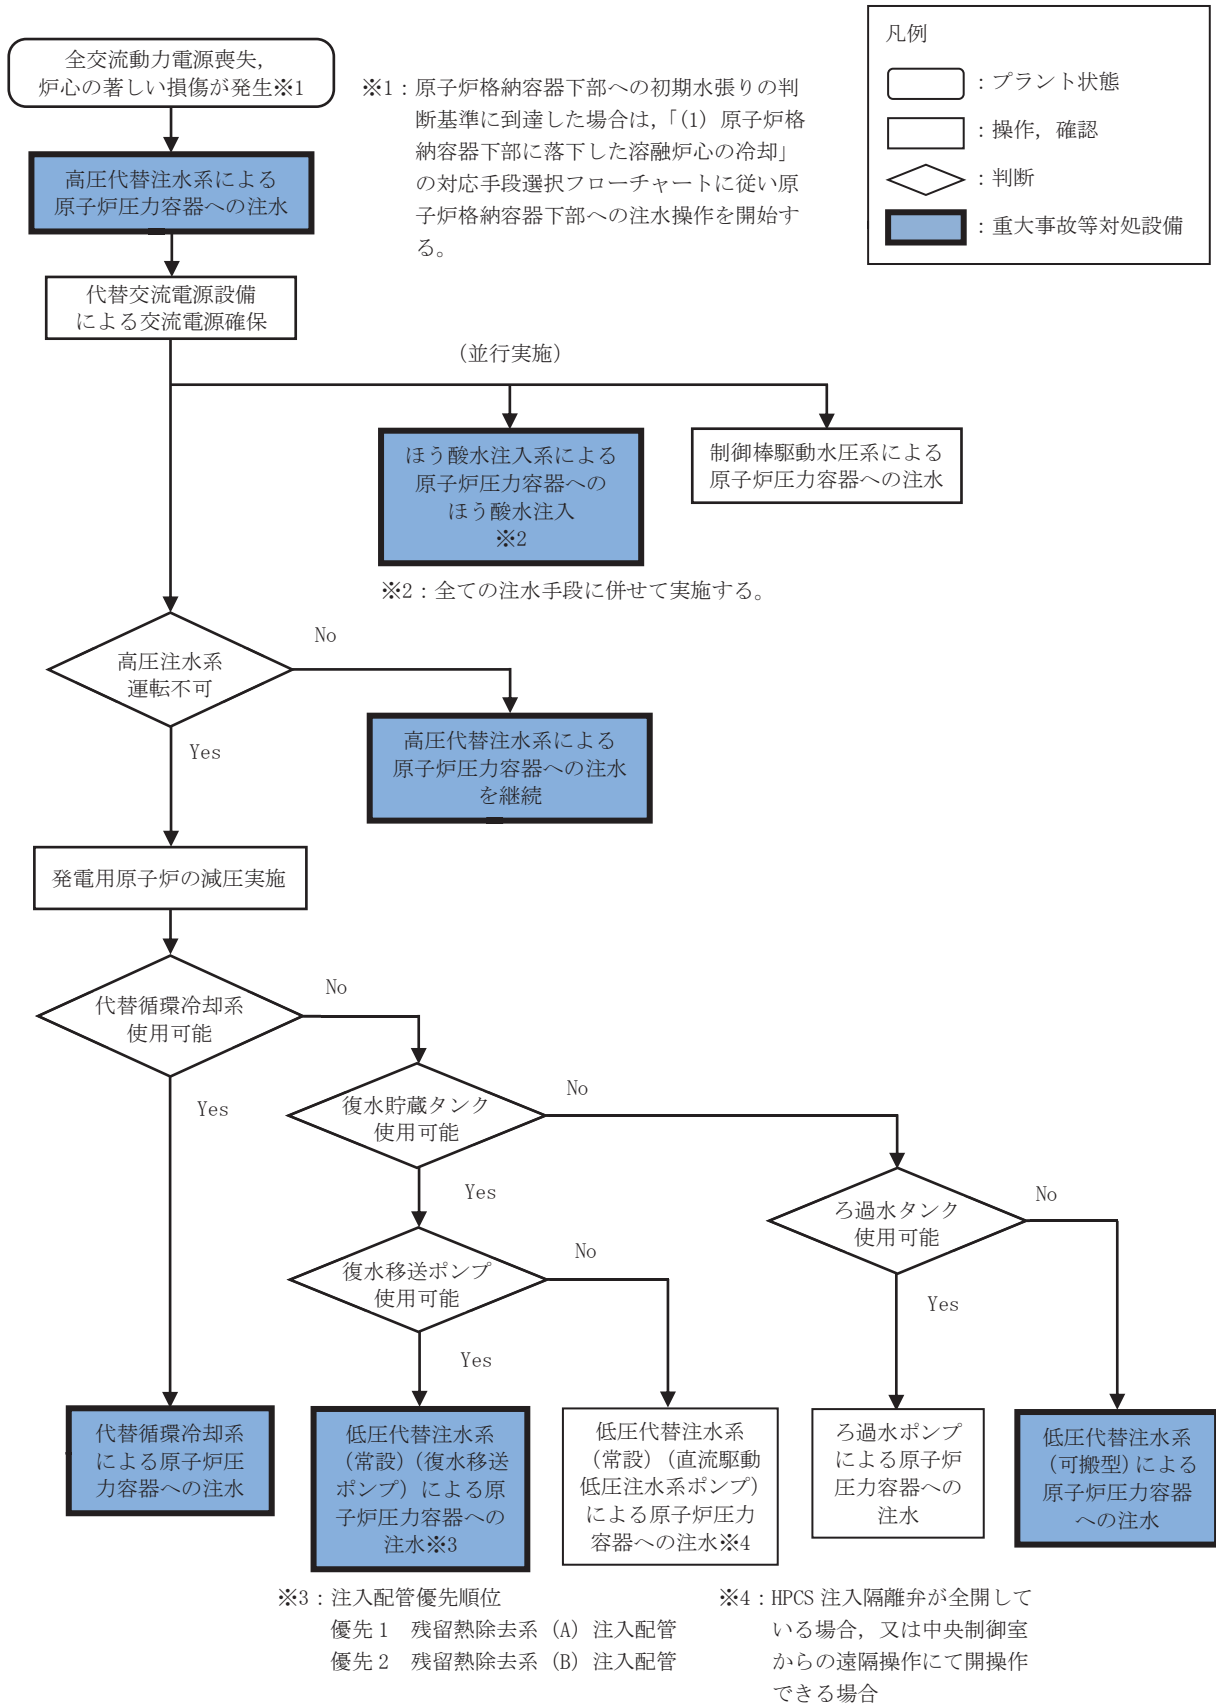 全交流動力電源喪失,
炉心の著しい損傷が発生※1
※1：原子炉格納容器下部への初期水張りの判
断基準に到達した場合は,「(1) 原子炉格
納容器下部に落下した溶融炉心の冷却」
の対応手段選択フローチャートに従い原
子炉格納容器下部への注水操作を開始す
る。
凡例
：プラント状態
：操作, 確認
：判断
：重大事故等対処設備
高圧代替注水系による
原子炉圧力容器への注水
代替交流電源設備
による交流電源確保
(並行実施)
ほう酸水注入系による
原子炉圧力容器への
ほう酸水注入
※2
制御棒駆動水圧系による
原子炉圧力容器への注水
※2：全ての注水手段に併せて実施する。
高圧注水系
運転不可
No
Yes
高圧代替注水系による
原子炉圧力容器への注水
を継続
発電用原子炉の減圧実施
代替循環冷却系
使用可能
No
Yes
復水貯蔵タンク
使用可能
No
Yes
ろ過水タンク
使用可能
No
Yes
復水移送ポンプ
使用可能
No
Yes
代替循環冷却系
による原子炉圧
力容器への注水
低圧代替注水系
(常設)(復水移送
ポンプ) による原
子炉圧力容器への
注水※3
低圧代替注水系
(常設)(直流駆動
低圧注水系ポンプ)
による原子炉圧力
容器への注水※4
ろ過水ポンプ
による原子炉
圧力容器への
注水
低圧代替注水系
(可搬型)による
原子炉圧力容器
への注水
※3：注入配管優先順位
優先1　残留熱除去系 (A) 注入配管
優先2　残留熱除去系 (B) 注入配管
※4：HPCS 注入隔離弁が全開して
いる場合, 又は中央制御室
からの遠隔操作にて開操作
できる場合